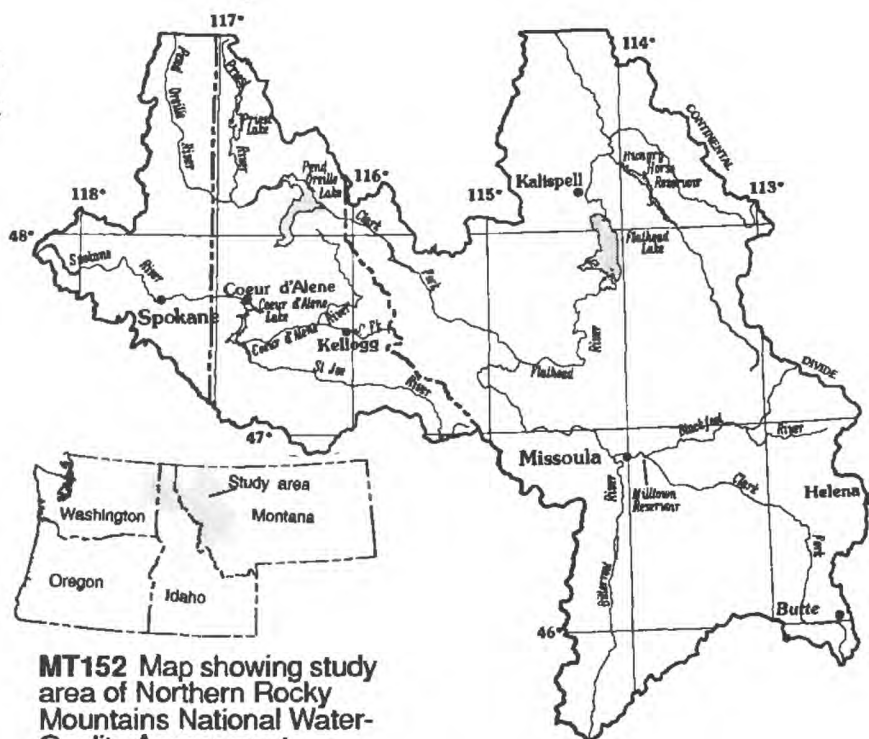 117°
114°
Pend
Oreille
River
Priest
Priest
Lake
River
CONTINENTAL
Hungry
Horse
Reservoir
Kalispell
Pend
Oreille
Lake
116°
115°
113°
118°
Clark
48°
Flathead
Lake
Spokane
River
Fork
Coeur d'Alene
Coeur d'Alene
Lake
River
Spokane
Kellogg
Coeur d'Alene
River
St Joe
River
Flathead
DIVIDE
47°
Blackfoot
River
Missoula
Study area
River
Milltown
Reservoir
Clark
Helena
Washington
Montana
Fork
Bitterroot
Oregon
Idaho
Butte
46°
MT152 Map showing study
area of Northern Rocky
Mountains National Water-